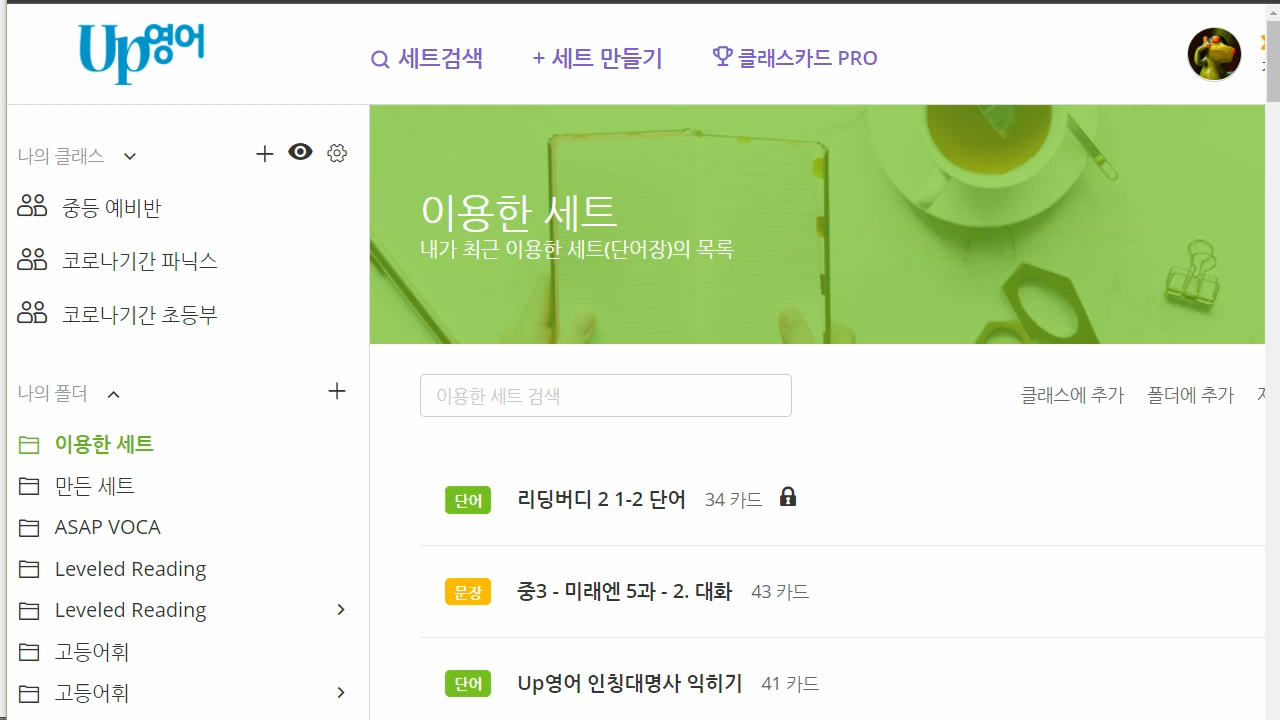 Up영어
세트검색
+ 세트 만들기
클래스카드 PRO
나의 클래스
중등 예비반
코로나기간 파닉스
코로나기간 초등부
나의 폴더
이용한 세트
만든 세트
ASAP VOCA
Leveled Reading
Leveled Reading
고등어휘
고등어휘
이용한 세트
내가 최근 이용한 세트(단어장)의 목록
이용한 세트 검색
클래스에 추가 폴더에 추가
단어 리딩버디 2 1-2 단어 34 카드
문장 중3 - 미래엔 5과 - 2. 대화 43 카드
단어 Up영어 인칭대명사 익히기 41 카드